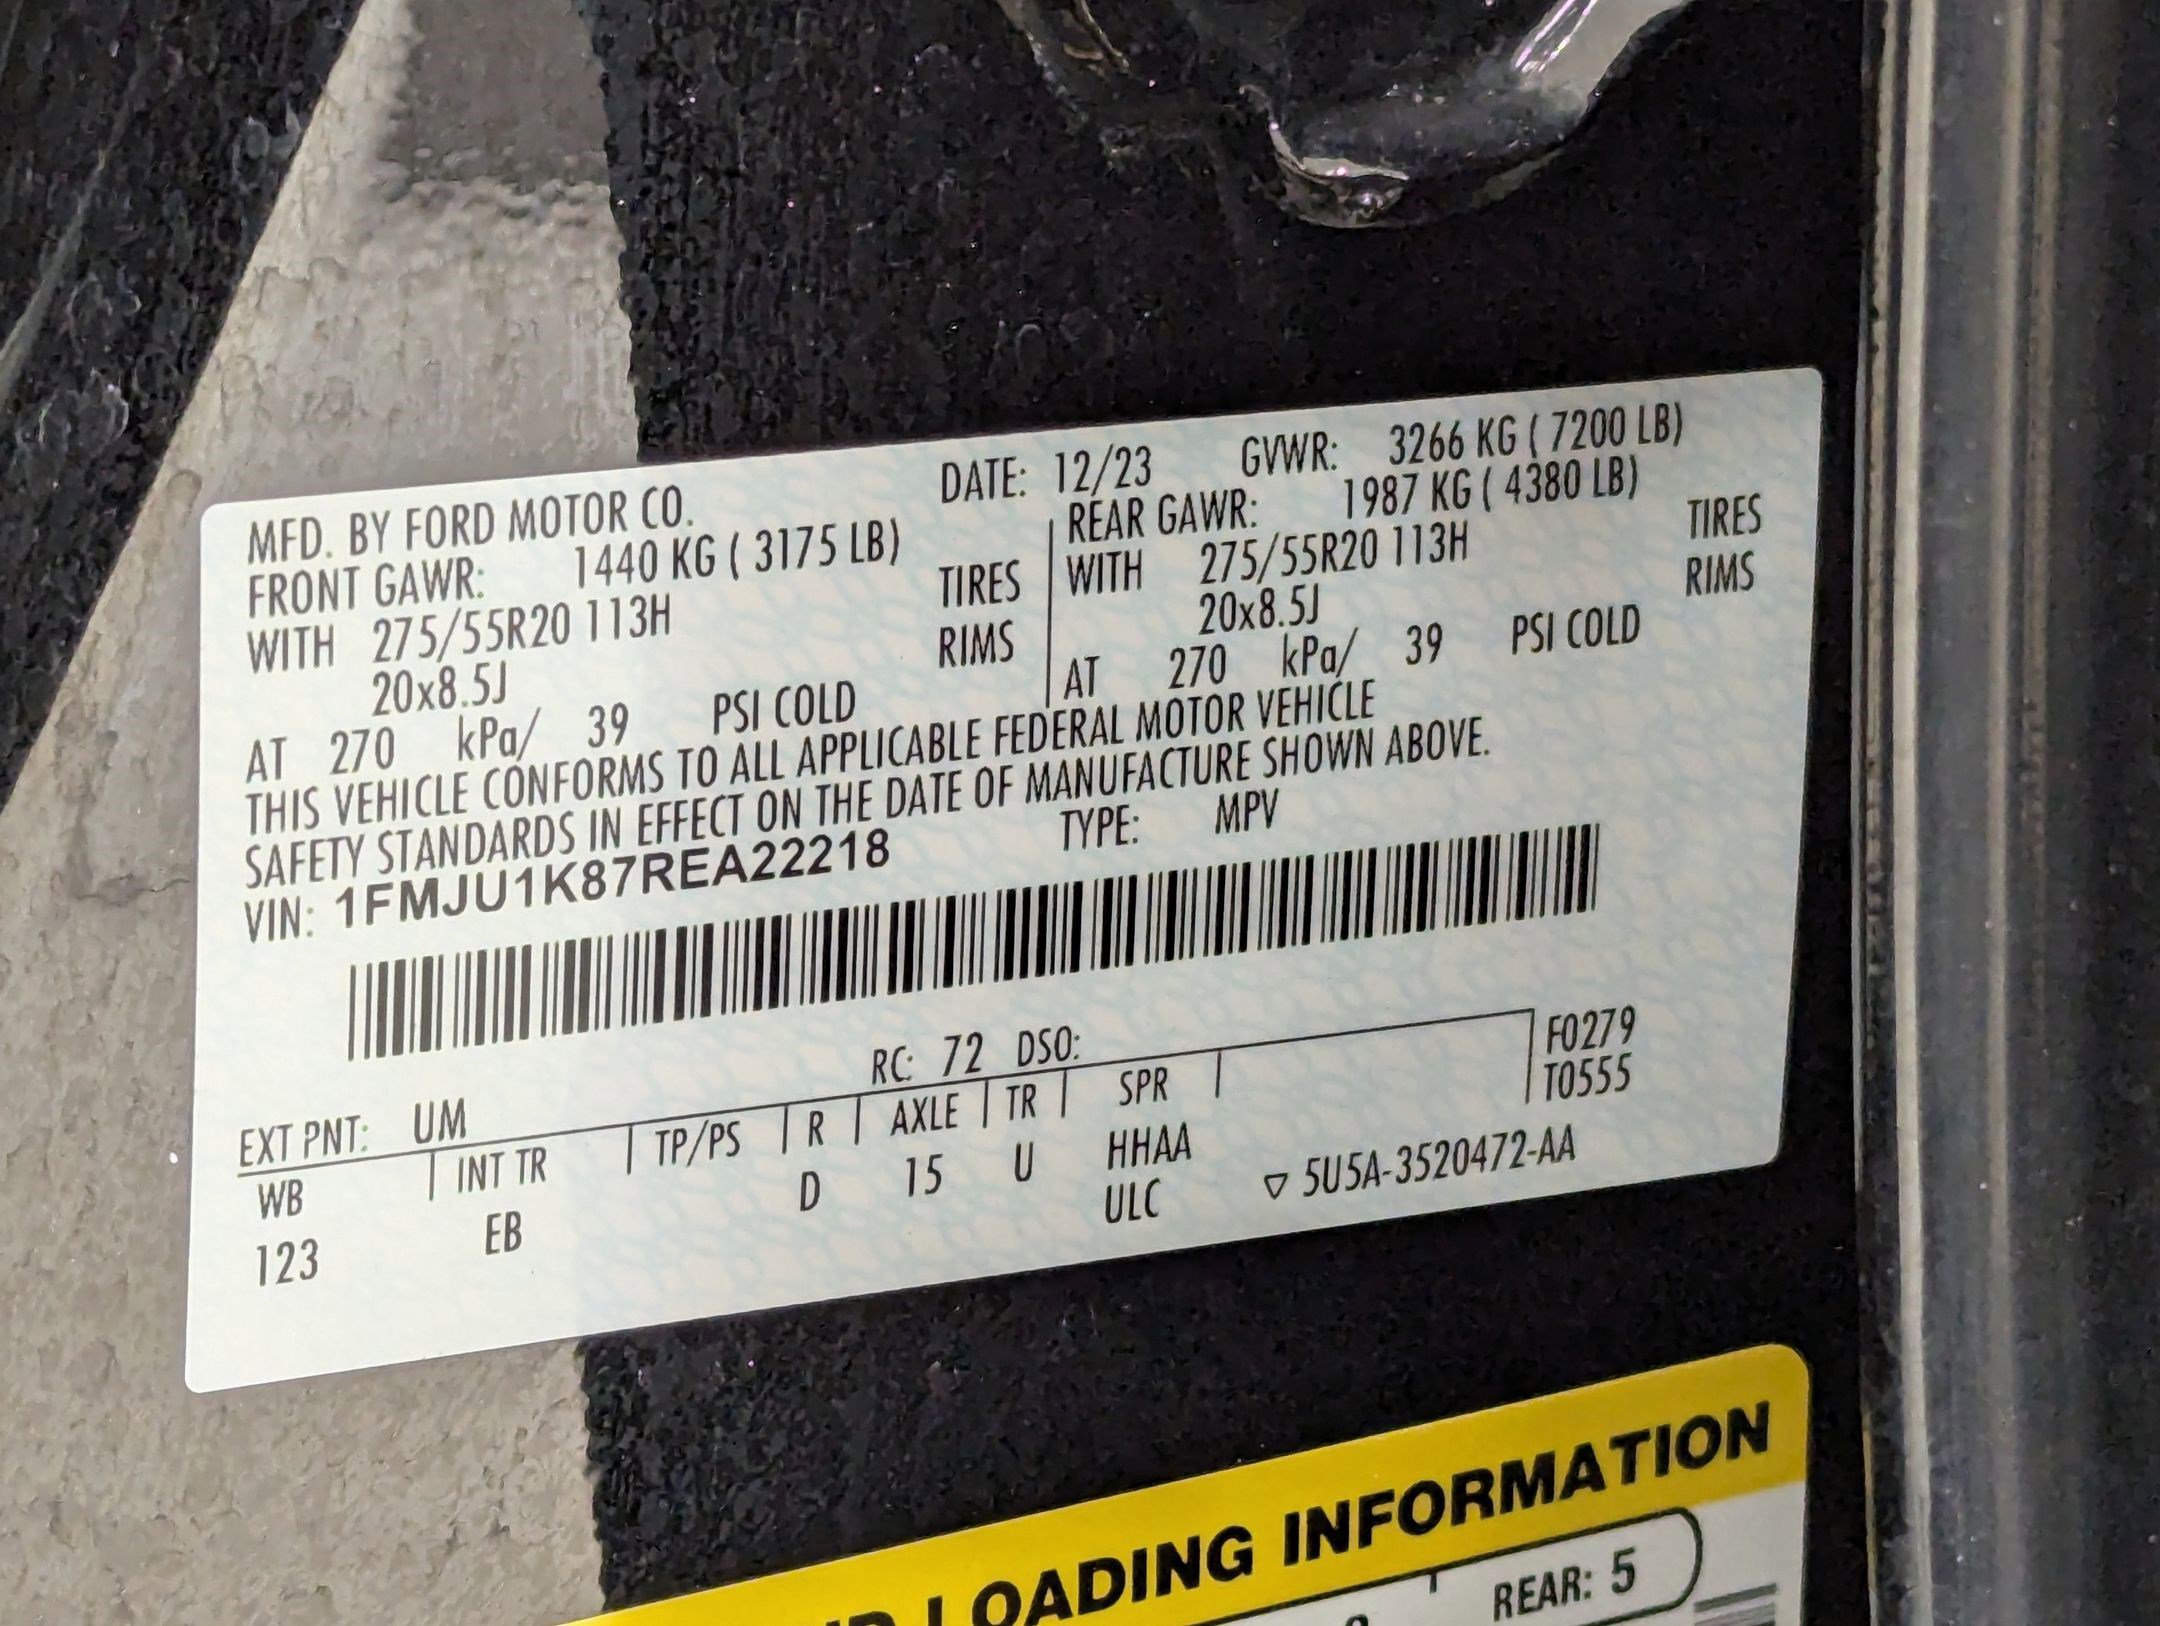 MFD. BY FORD MOTOR CO. DATE: 12/23 GVWR: 3266 KG ( 7200 LB)
FRONT GAWR: 1440 KG ( 3175 LB) REAR GAWR: 1987 KG ( 4380 LB)
WITH 275/55R20 113H TIRES WITH 275/55R20 113H TIRES
20x8.5J RIMS 20x8.5J RIMS
AT 270 kPa/ 39 PSI COLD AT 270 kPa/ 39 PSI COLD
THIS VEHICLE CONFORMS TO ALL APPLICABLE FEDERAL MOTOR VEHICLE
SAFETY STANDARDS IN EFFECT ON THE DATE OF MANUFACTURE SHOWN ABOVE.
VIN: 1FMJU1K87REA22218 TYPE: MPV
EXT PNT: UM RC: 72 DSO: F0279
WB INT TR TP/PS R AXLE TR SPR T0555
123 EB D 15 U HHAA
ULC ▽ 5U5A-3520472-AA
LOADING INFORMATION
REAR: 5